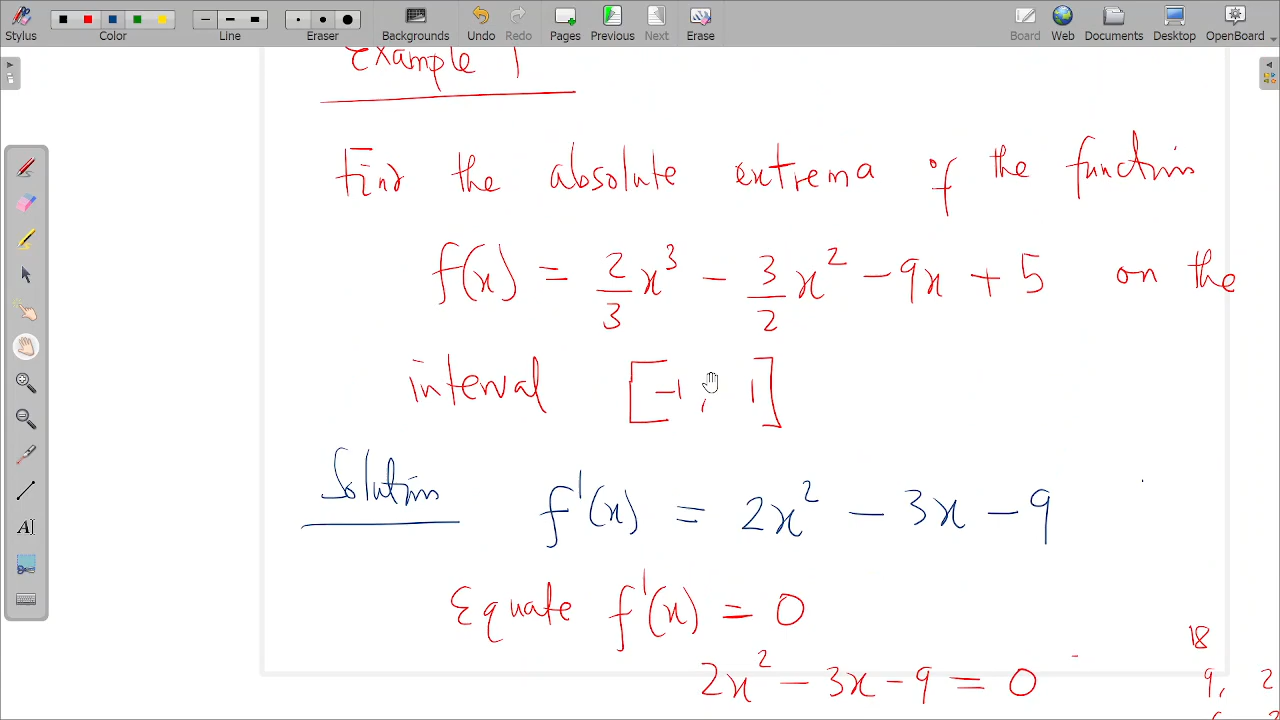 Stylus Color Line Eraser Backgrounds Undo Redo Pages Previous Next Erase Board Web Documents Desktop OpenBoard
Example 1
Find the absolute extrema of the function
f(x) = 2/3 x³ - 3/2 x² - 9x + 5 on the
interval [-1, 1]
Solution f'(x) = 2x² - 3x - 9
Equate f'(x) = 0
18
2x² - 3x - 9 = 0
9, 2